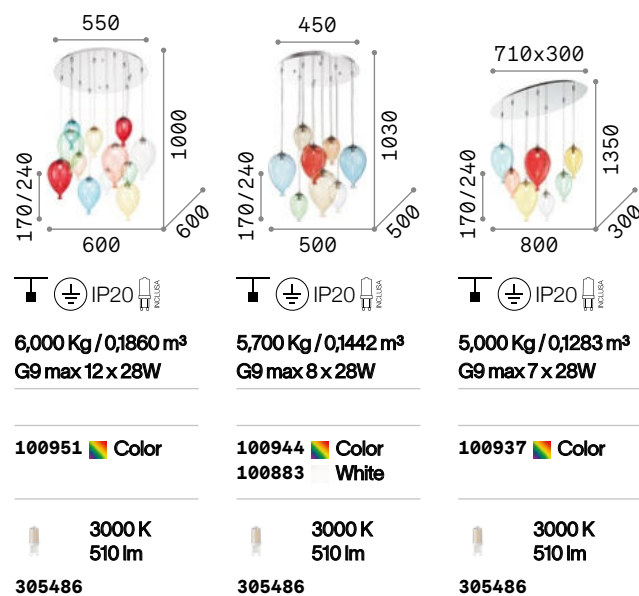 550
1000
170/240
600
600
IP20
INCLUSA
6,000 Kg / 0,1860 m³
G9 max 12 x 28W
100951 Color
3000 K
510 lm
305486
450
1030
170/240
500
500
IP20
INCLUSA
5,700 Kg / 0,1442 m³
G9 max 8 x 28W
100944 Color
100883 White
3000 K
510 lm
305486
710x300
1350
170/240
300
800
IP20
INCLUSA
5,000 Kg / 0,1283 m³
G9 max 7 x 28W
100937 Color
3000 K
510 lm
305486